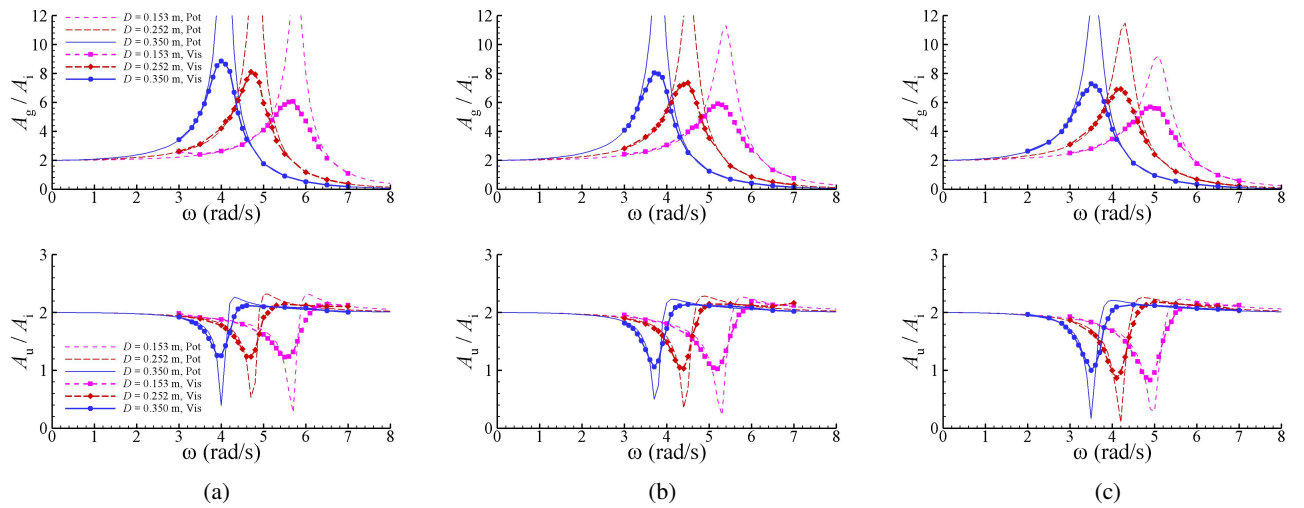 A_g / A_i
12
10
8
6
4
2
0
D = 0.153 m, Pot
D = 0.252 m, Pot
D = 0.350 m, Pot
D = 0.153 m, Vis
D = 0.252 m, Vis
D = 0.350 m, Vis
0 1 2 3 4 5 6 7 8
ω (rad/s)
A_g / A_i
12
10
8
6
4
2
0
0 1 2 3 4 5 6 7 8
ω (rad/s)
A_g / A_i
12
10
8
6
4
2
0
0 1 2 3 4 5 6 7 8
ω (rad/s)
A_u / A_i
3
2
1
0
D = 0.153 m, Pot
D = 0.252 m, Pot
D = 0.350 m, Pot
D = 0.153 m, Vis
D = 0.252 m, Vis
D = 0.350 m, Vis
0 1 2 3 4 5 6 7 8
ω (rad/s)
A_u / A_i
3
2
1
0
0 1 2 3 4 5 6 7 8
ω (rad/s)
A_u / A_i
3
2
1
0
0 1 2 3 4 5 6 7 8
ω (rad/s)
(a)
(b)
(c)